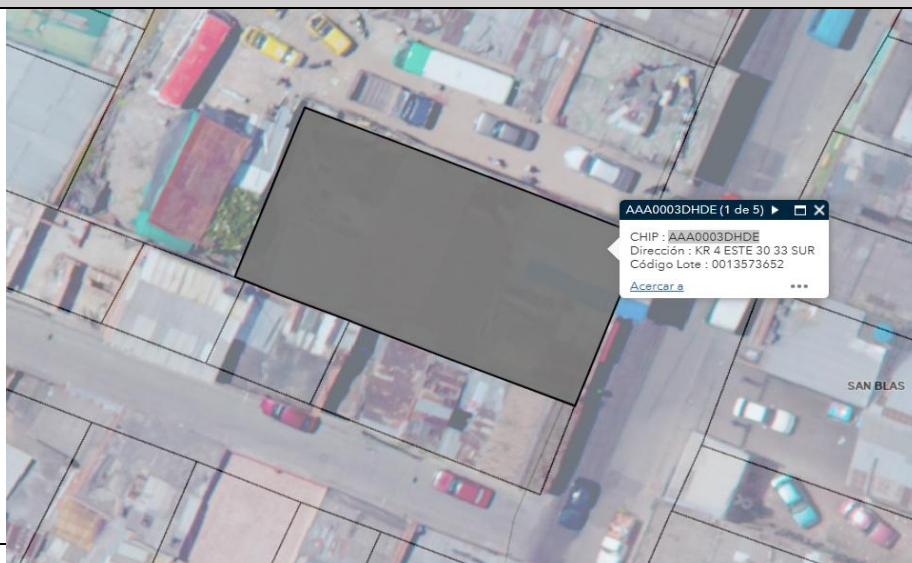 AAA0003DHDE (1 de 5)
CHIP : AAA0003DHDE
Dirección : KR 4 ESTE 30 33 SUR
Código Lote : 0013573652
Acercar a
SAN BLAS